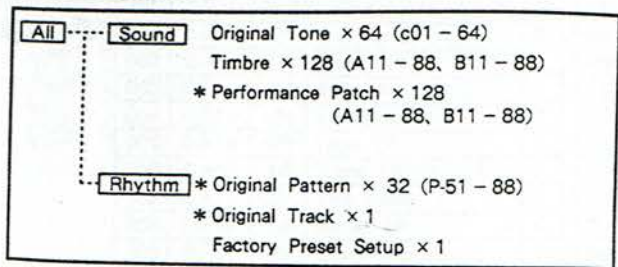 All Sound Original Tone × 64 (c01 – 64)
Timbre × 128 (A11 – 88、B11 – 88)
* Performance Patch × 128
(A11 – 88、B11 – 88)
Rhythm * Original Pattern × 32 (P-51 – 88)
* Original Track × 1
Factory Preset Setup × 1